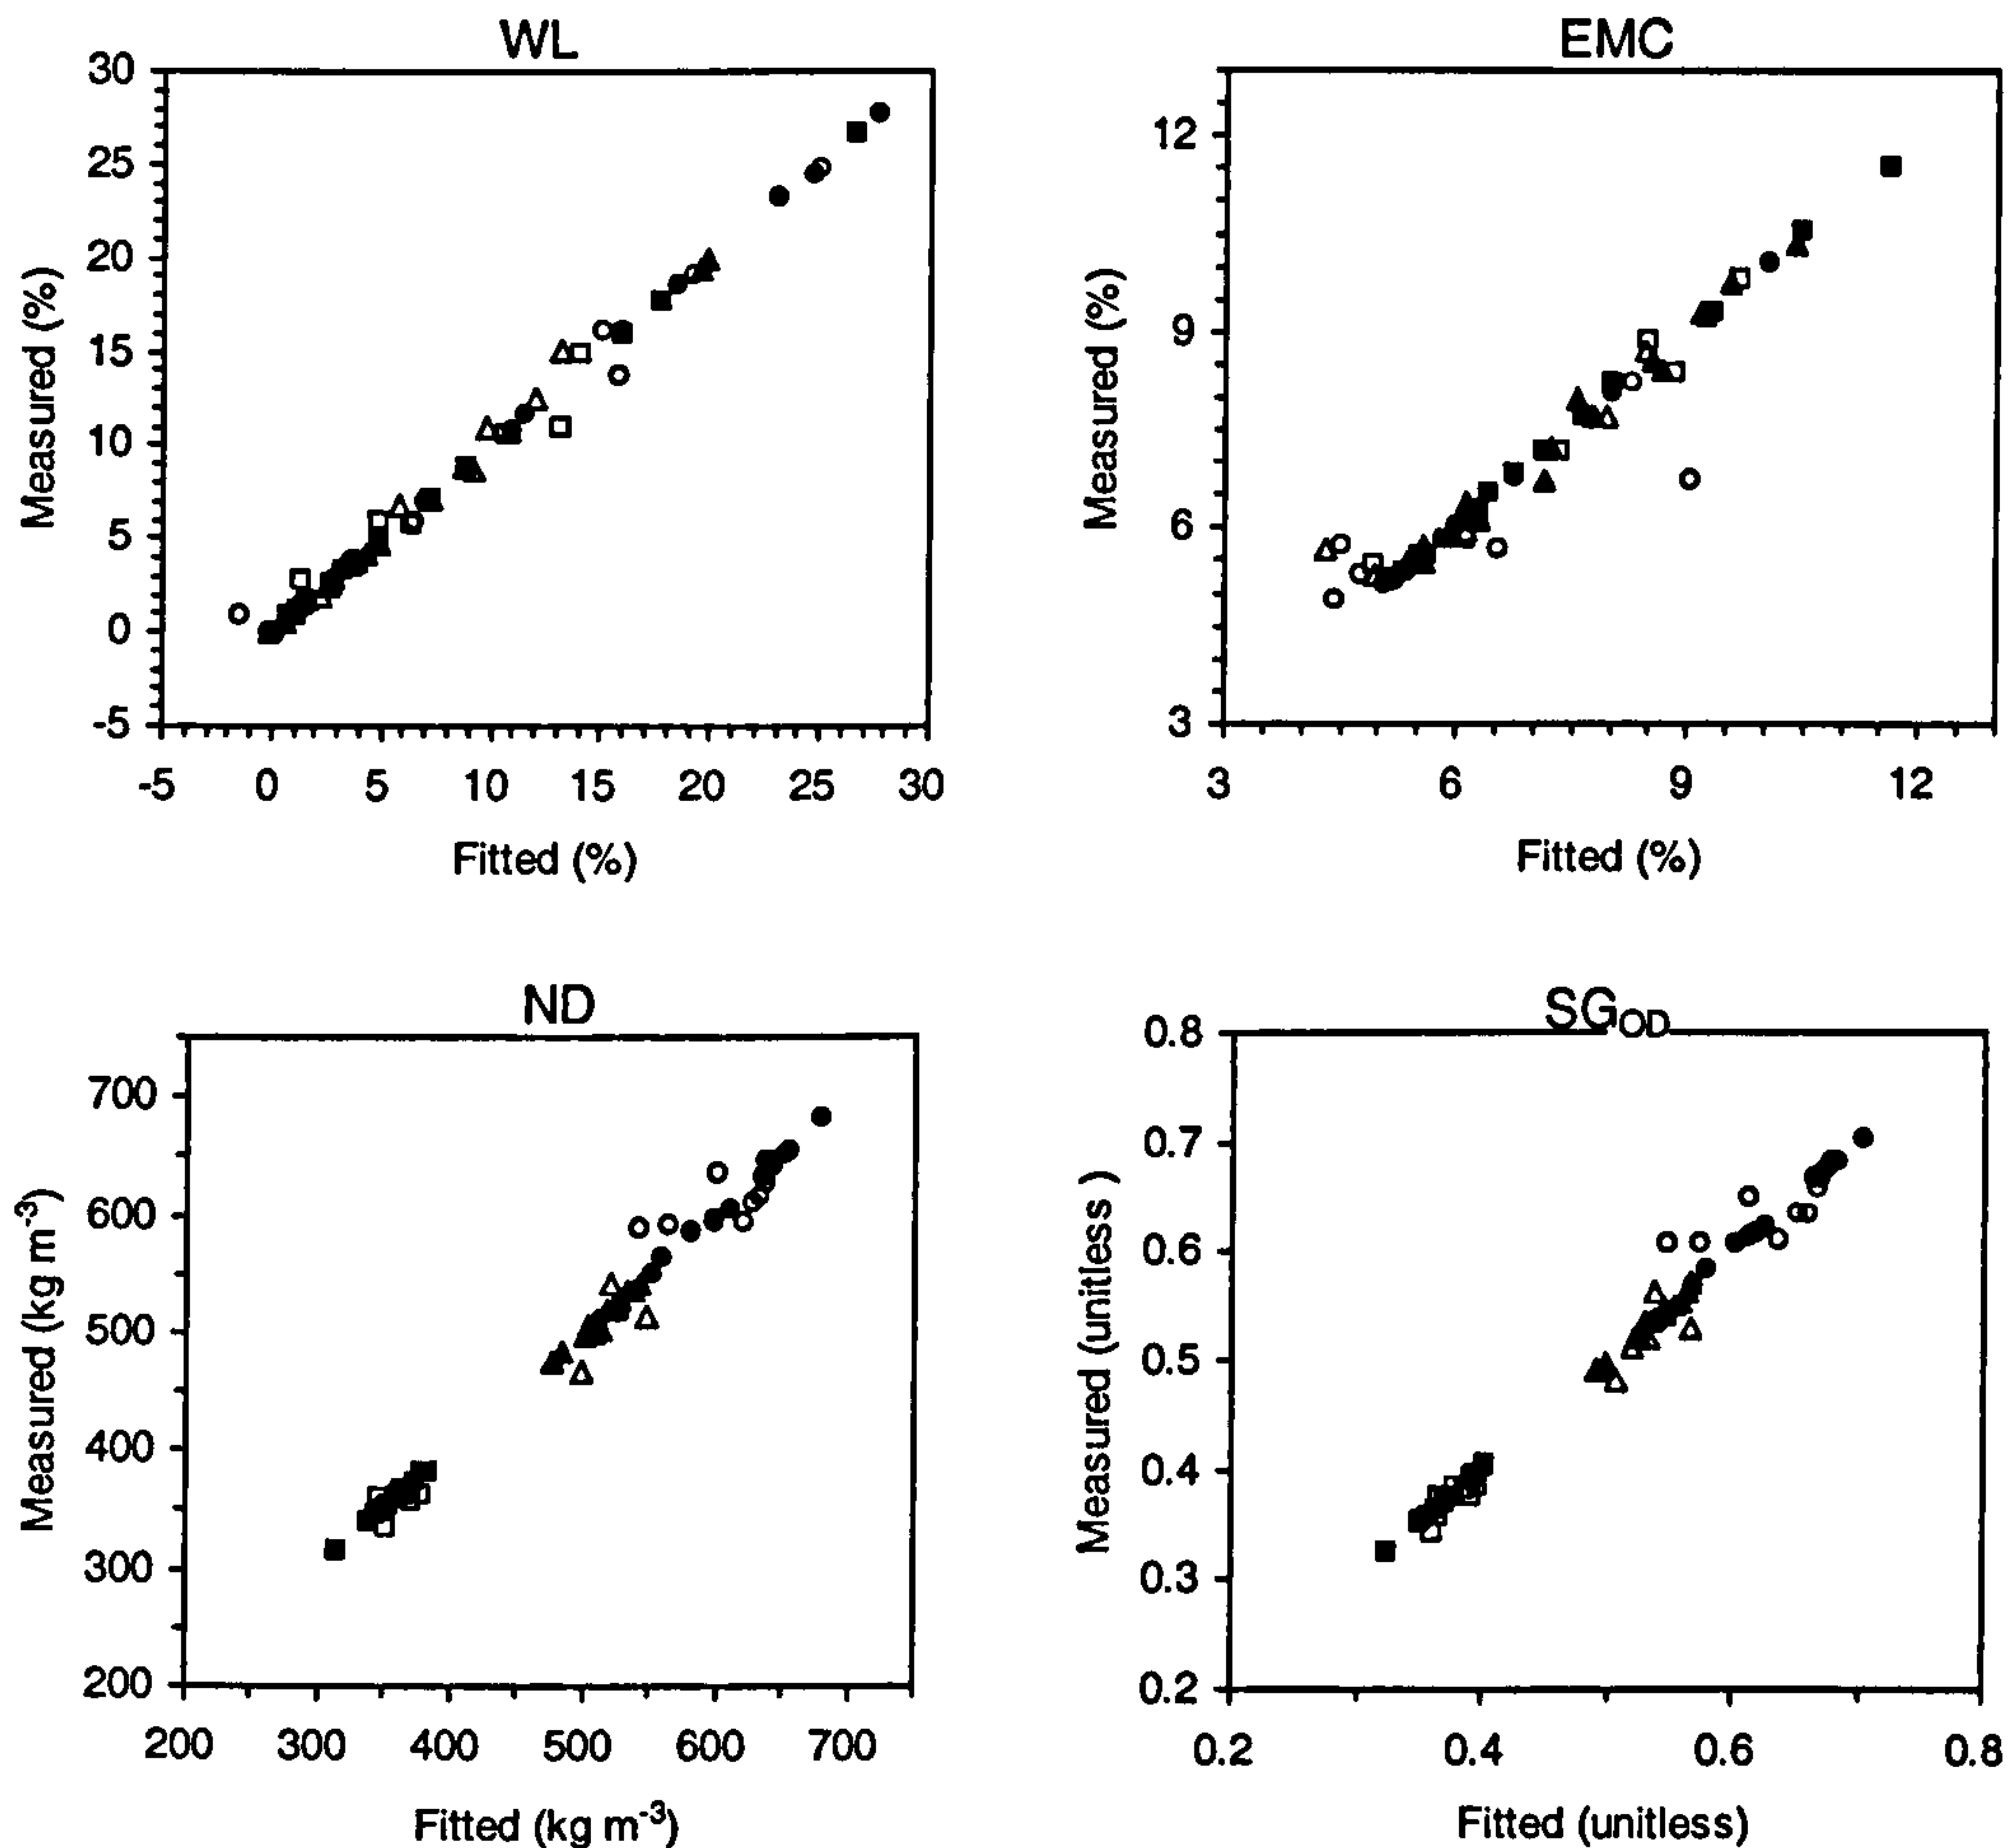 WL
30
25
20
15
10
5
0
-5
Measured (%)
-5 0 5 10 15 20 25 30
Fitted (%)
EMC
12
9
6
3
Measured (%)
3 6 9 12
Fitted (%)
ND
700
600
500
400
300
200
Measured (kg m-3)
200 300 400 500 600 700
Fitted (kg m-3)
SGOD
0.8
0.7
0.6
0.5
0.4
0.3
0.2
Measured (unitless )
0.2 0.4 0.6 0.8
Fitted (unitless)